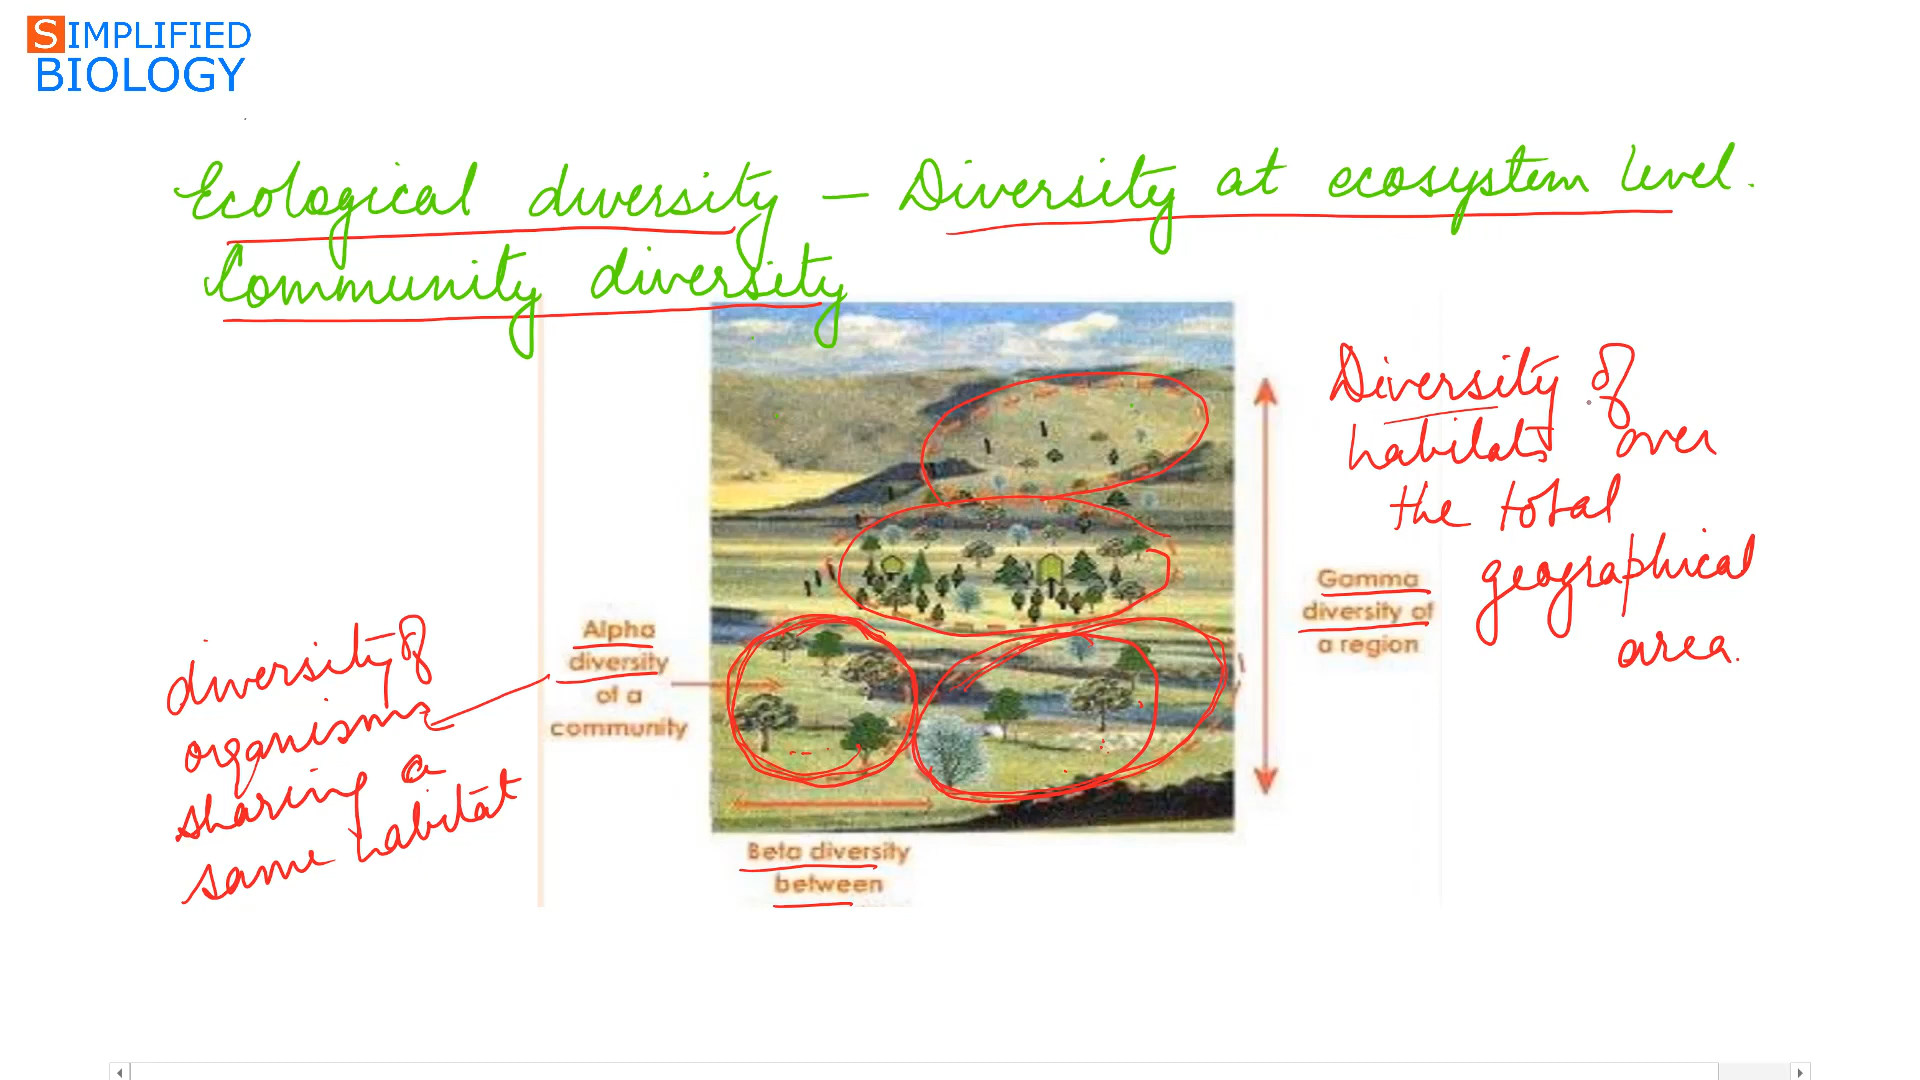 SIMPLIFIED
BIOLOGY
Ecological diversity – Diversity at ecosystem level.
Community diversity
Diversity of
habitats over
the total
geographical
area.
Gamma
diversity of
a region
Alpha
diversity
of a
community
diversity of
organisms
sharing a
same habitat
Beta diversity
between